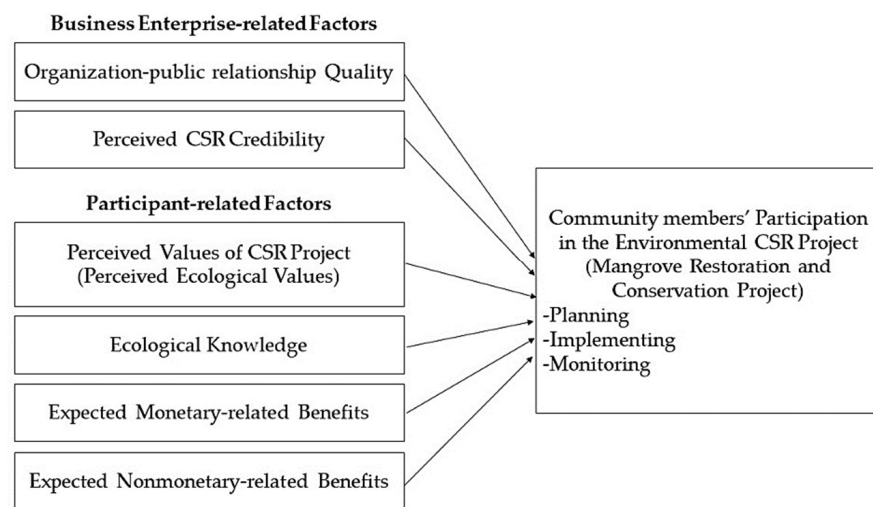 Business Enterprise-related Factors
Organization-public relationship Quality
Perceived CSR Credibility
Participant-related Factors
Perceived Values of CSR Project
(Perceived Ecological Values)
Ecological Knowledge
Expected Monetary-related Benefits
Expected Nonmonetary-related Benefits
Community members' Participation
in the Environmental CSR Project
(Mangrove Restoration and
Conservation Project)
-Planning
-Implementing
-Monitoring